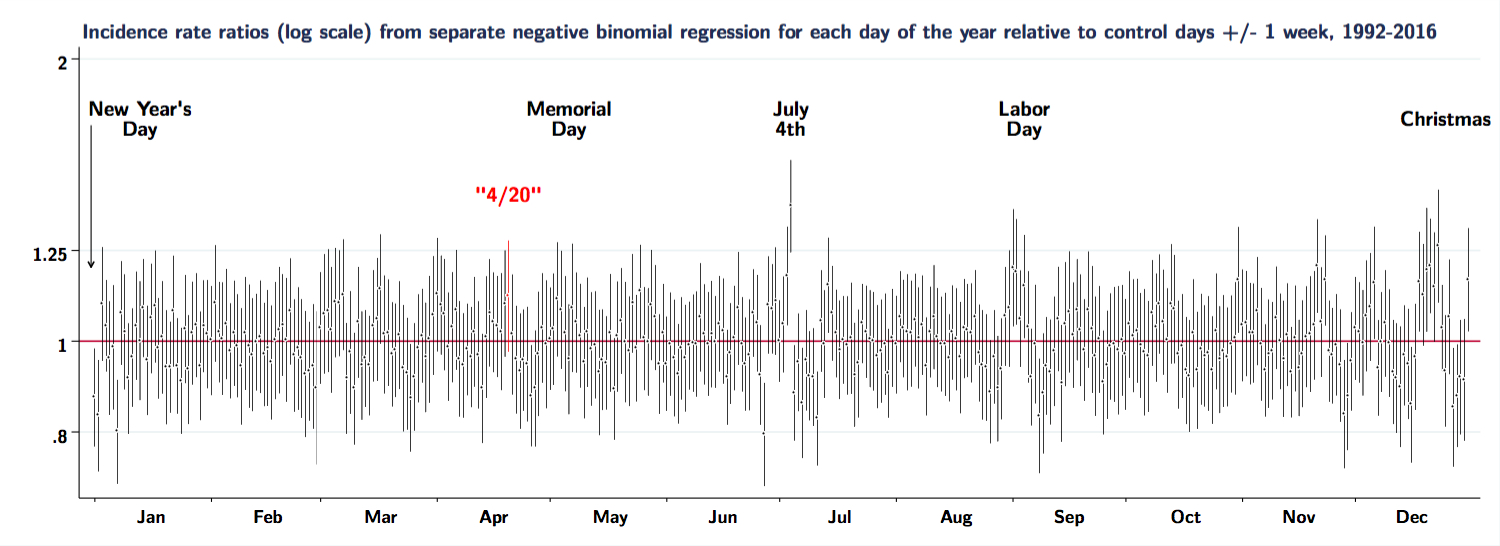 Incidence rate ratios (log scale) from separate negative binomial regression for each day of the year relative to control days +/- 1 week, 1992-2016
2
New Year's
Day
Memorial
Day
July
4th
Labor
Day
Christmas
"4/20"
1.25
1
.8
Jan
Feb
Mar
Apr
May
Jun
Jul
Aug
Sep
Oct
Nov
Dec